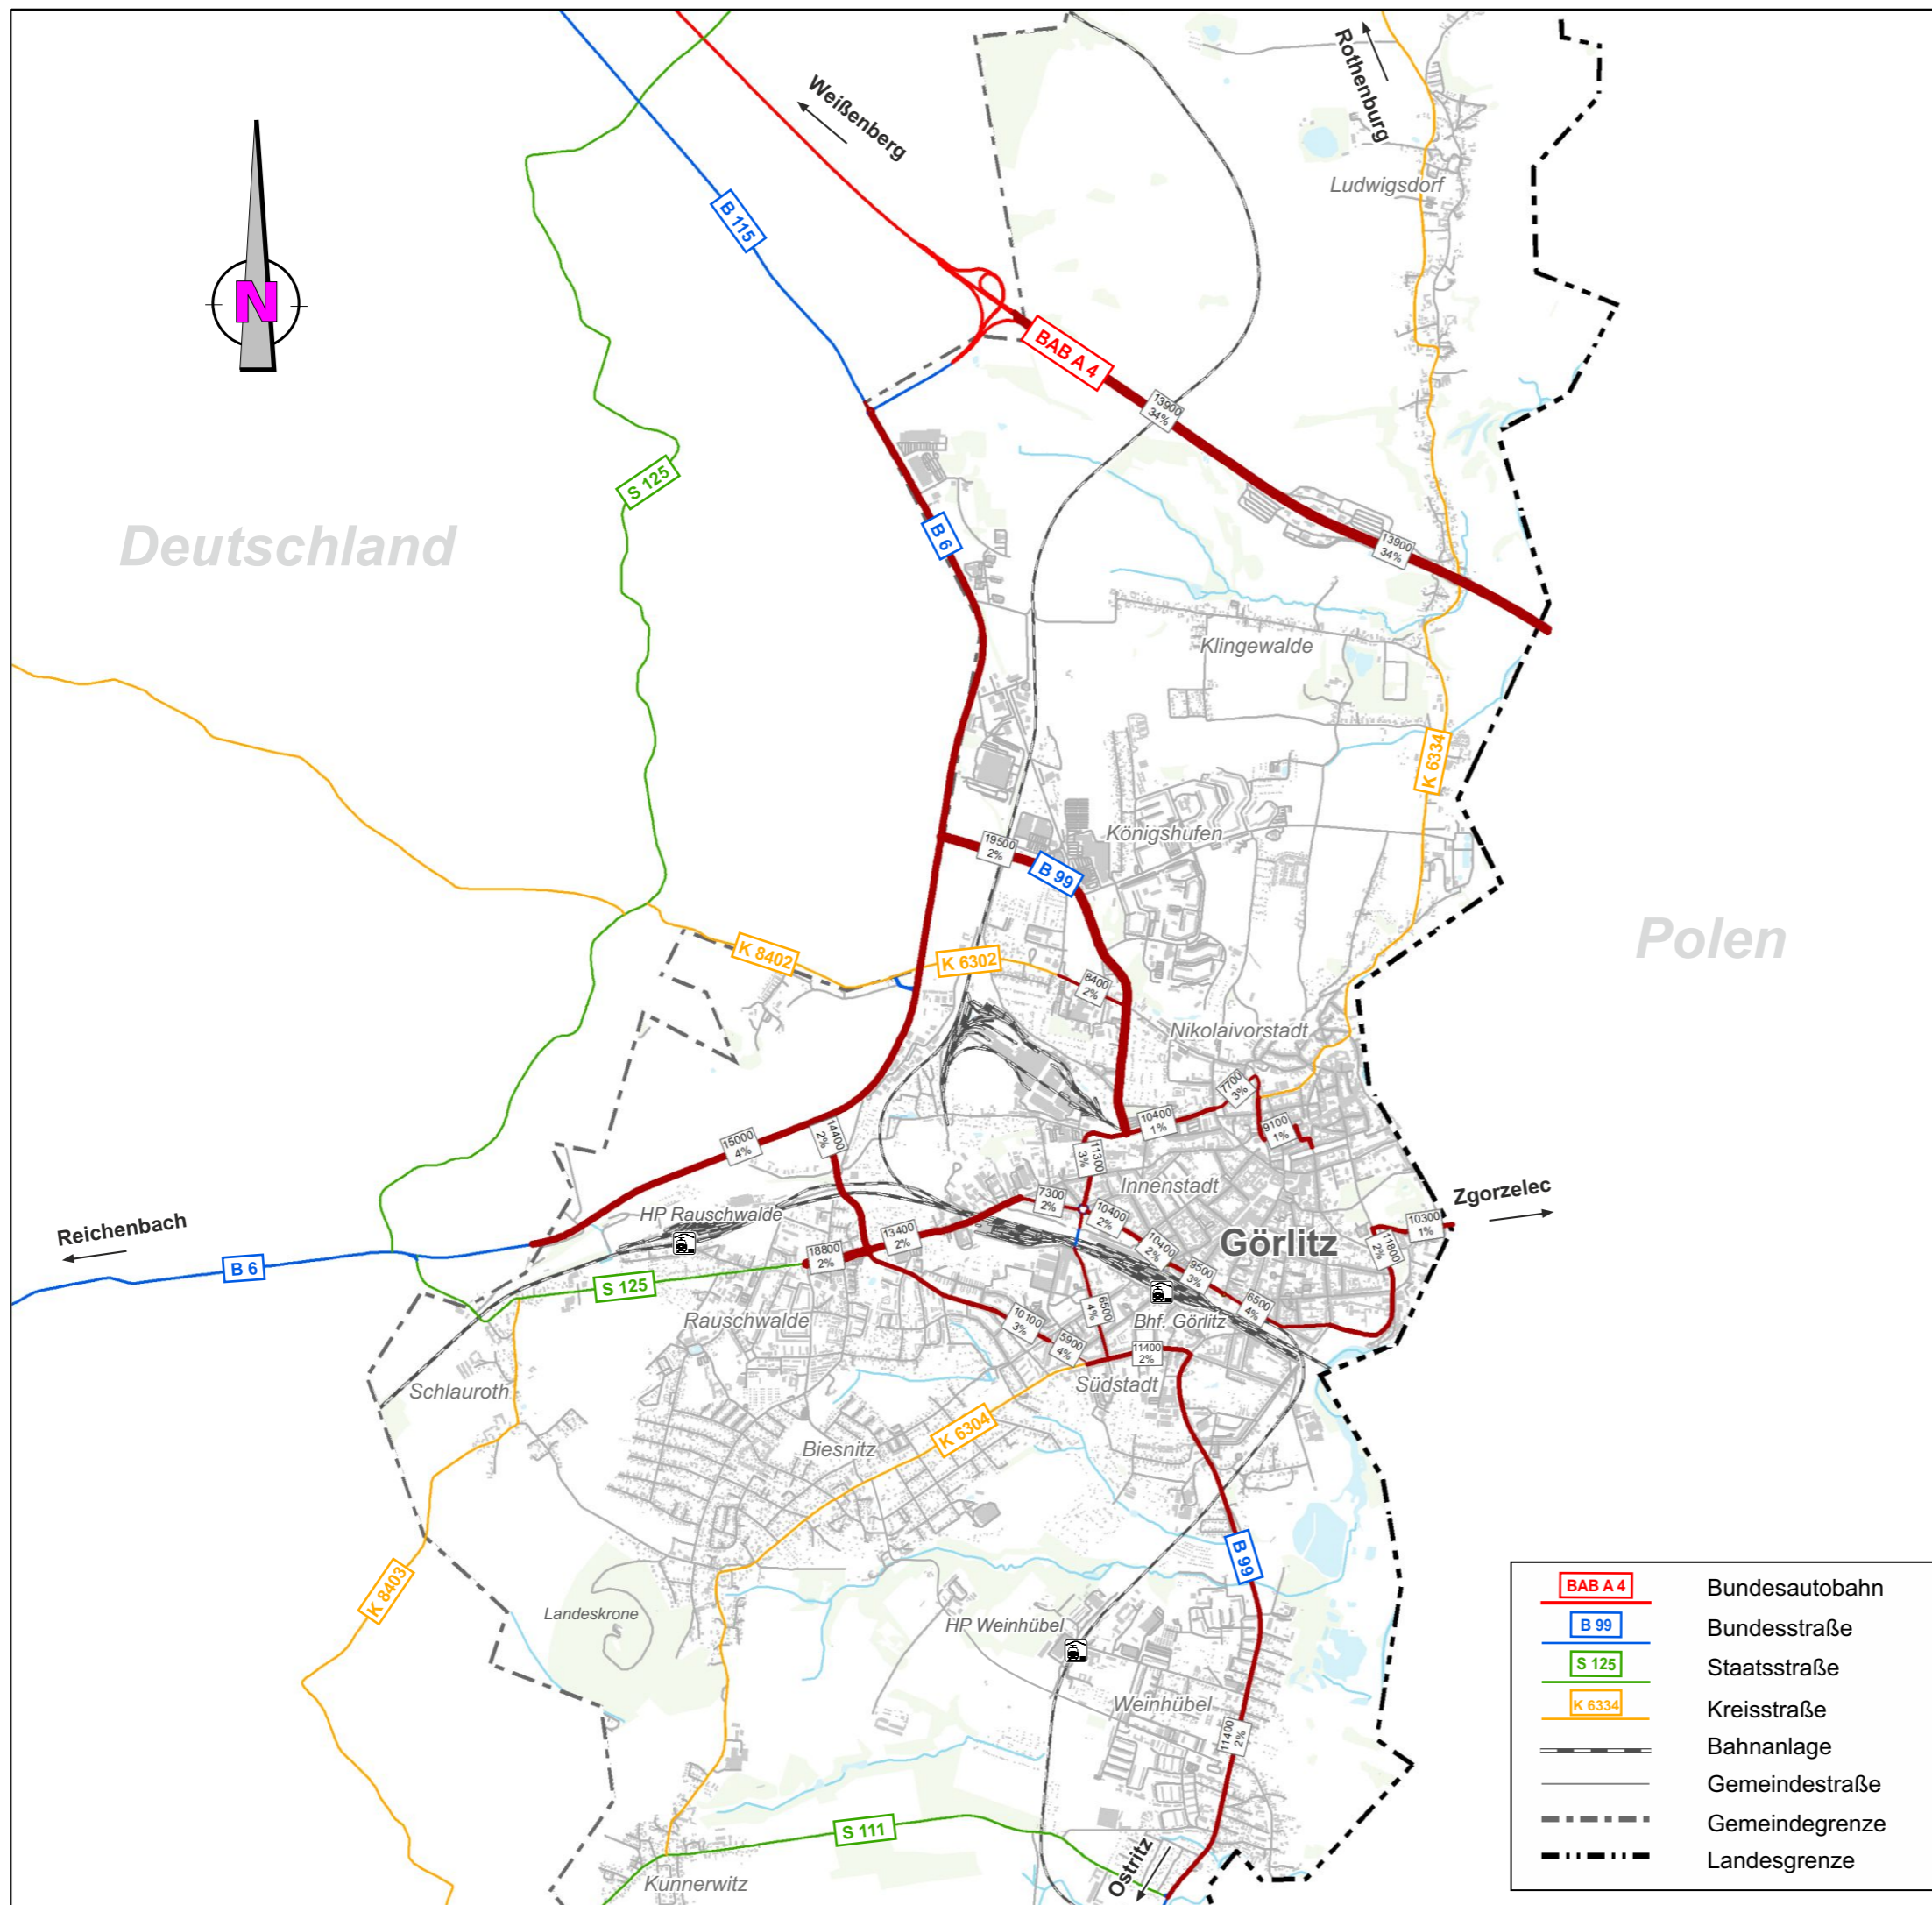 Weißenberg
Rothenburg
Ludwigsdorf
B 115
N
BAB A 4
13900
34%
S 125
B 6
Deutschland
13900
34%
Klingewalde
K 6334
Königshufen
19500
2%
B 99
Polen
K 8402
K 6302
8400
2%
Nikolaivorstadt
7700
3%
10400
1%
9100
1%
15000
4%
14400
2%
11300
3%
Innenstadt
Zgorzelec
7300
2%
10400
2%
Reichenbach
HP Rauschwalde
13400
2%
18800
2%
10400
2%
Görlitz
10300
1%
11800
2%
B 6
S 125
9500
3%
6500
4%
6500
4%
Bhf. Görlitz
Rauschwalde
10100
3%
5900
4%
11400
2%
Südstadt
Schlauroth
Biesnitz
K 6304
B 99
K 8403
Landeskrone
HP Weinhübel
Weinhübel
11400
2%
S 111
Ostritz
Kunnerwitz
BAB A 4
Bundesautobahn
B 99
Bundesstraße
S 125
Staatsstraße
K 6334
Kreisstraße
Bahnanlage
Gemeindestraße
Gemeindegrenze
Landesgrenze